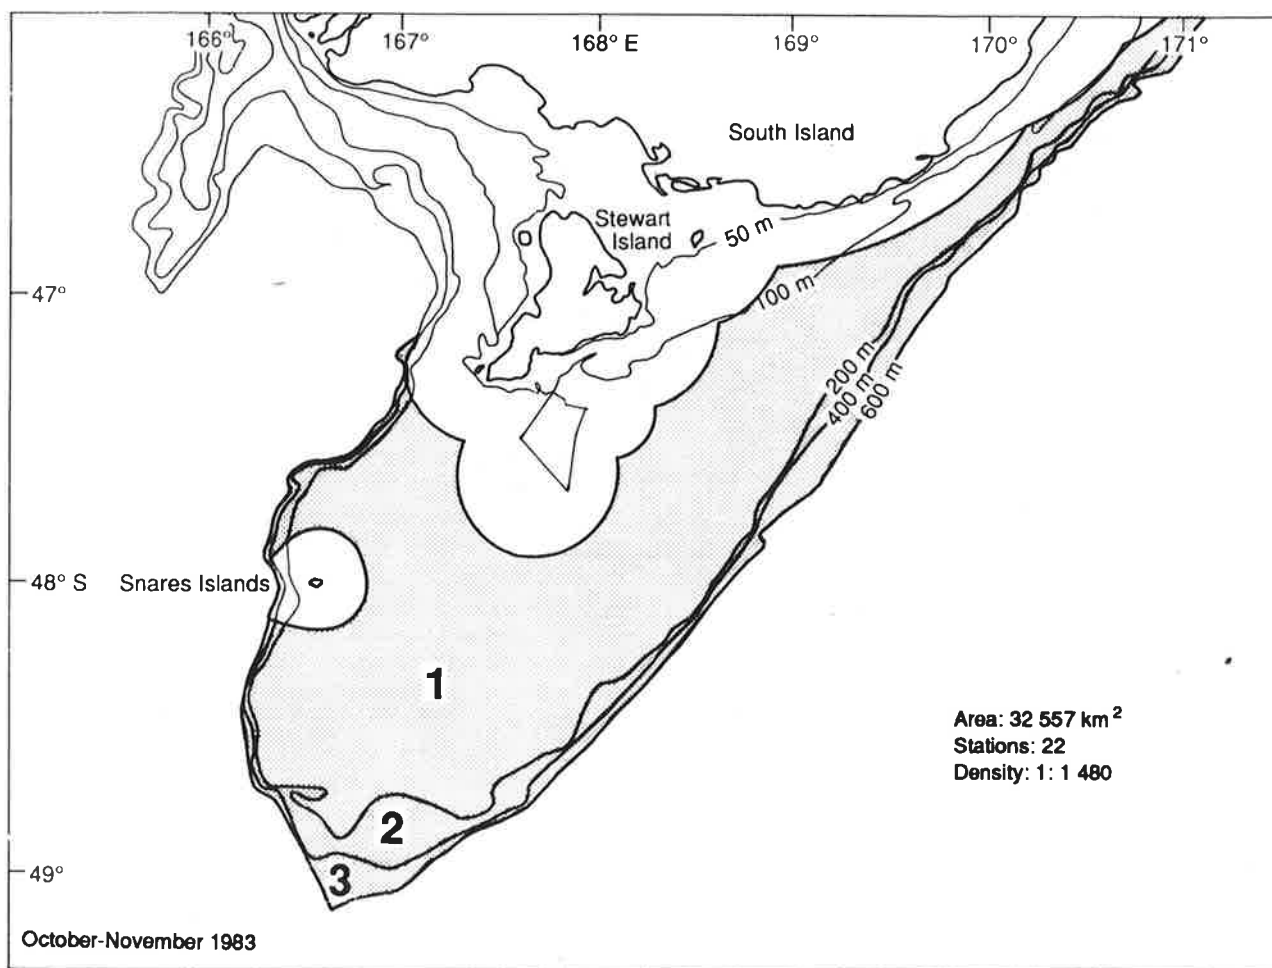 166° 167° 168° E 169° 170° 171°
South Island
Stewart
Island
50 m
100 m
47°
200 m
400 m
600 m
48° S Snares Islands
1
Area: 32 557 km²
Stations: 22
Density: 1: 1 480
2
49°
3
October-November 1983